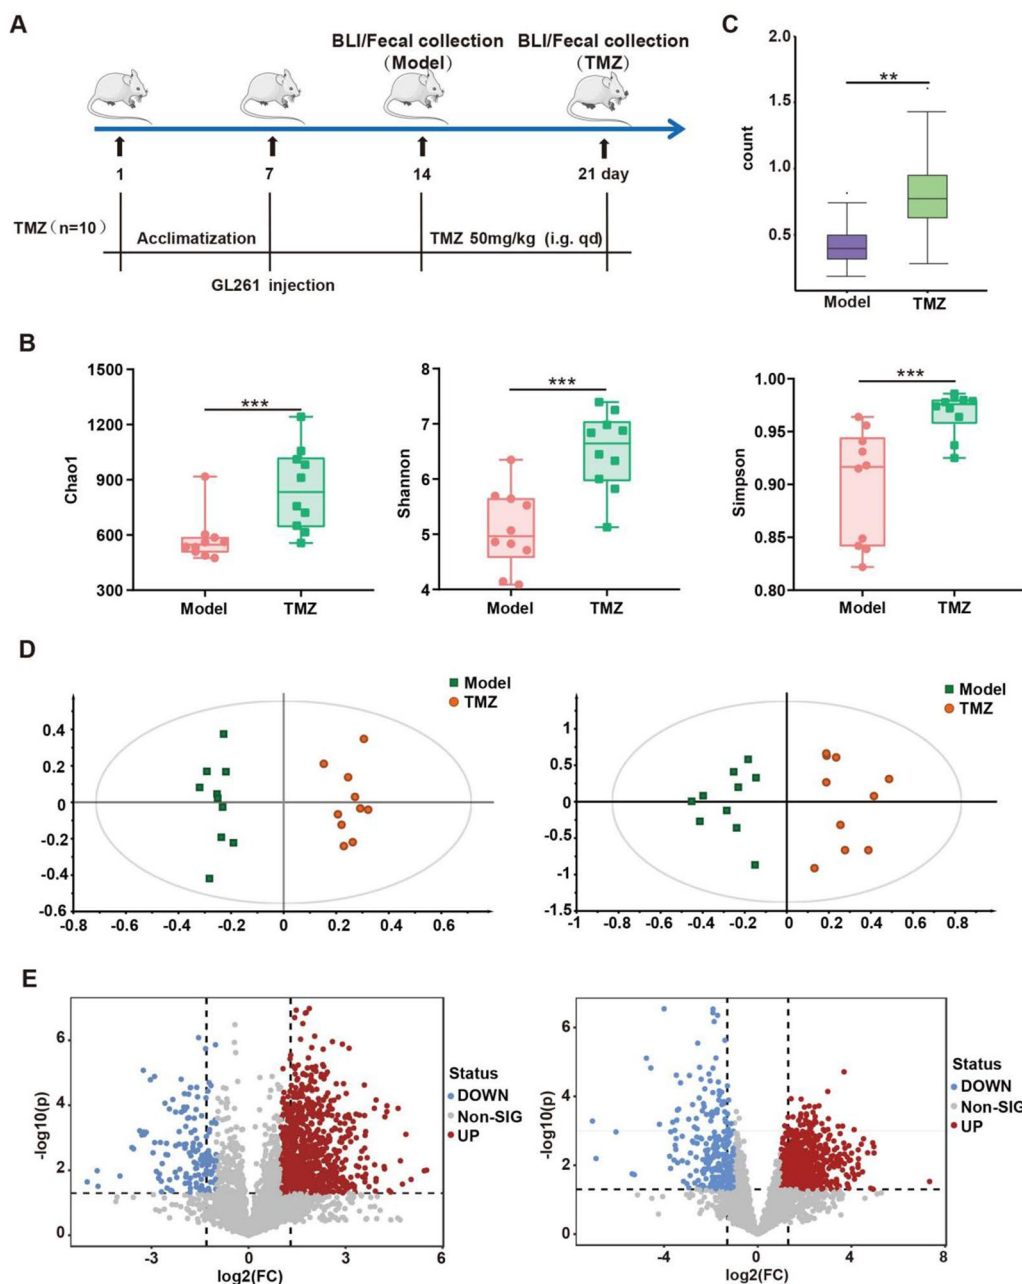 A
BLI/Fecal collection
(Model)
BLI/Fecal collection
(TMZ)
1
7
14
21 day
TMZ（n=10）
Acclimatization
TMZ 50mg/kg (i.g. qd)
GL261 injection
C
2.0
1.5
1.0
0.5
count
**
Model
TMZ
B
1500
1200
900
600
300
Chao1
***
Model
TMZ
8
7
6
5
4
Shannon
***
Model
TMZ
1.00
0.95
0.90
0.85
0.80
Simpson
***
Model
TMZ
D
Model
TMZ
0.4
0.2
0
-0.2
-0.4
-0.6
-0.8
-0.6
-0.4
-0.2
0
0.2
0.4
0.6
Model
TMZ
1
0.5
0
-0.5
-1
-1.5
-1
-0.8
-0.6
-0.4
-0.2
0
0.2
0.4
0.6
0.8
E
6
4
2
0
-log10(p)
-3
0
3
6
log2(FC)
Status
DOWN
Non-SIG
UP
6
4
2
0
-log10(p)
-4
0
4
8
log2(FC)
Status
DOWN
Non-SIG
UP